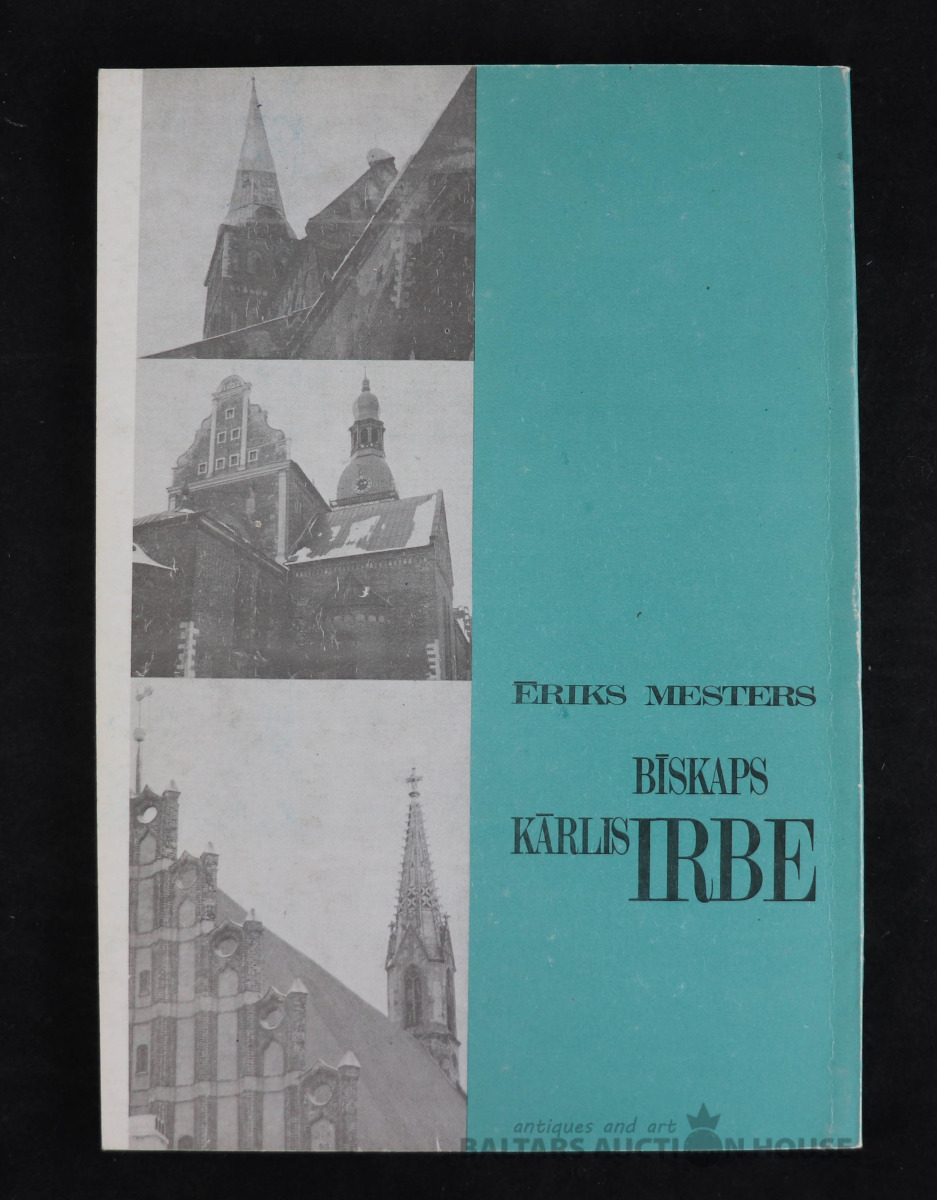 ĒRIKS MESTERS
BĪSKAPS
KĀRLIS IRBE
antiques and art
BALTARS AUCTION HOUSE